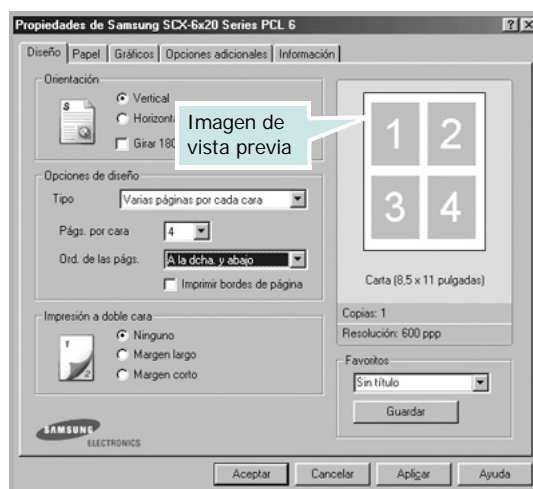 Propiedades de Samsung SCX-6x20 Series PCL 6
Diseño Papel Gráficos Opciones adicionales Información
Orientación
S
Vertical
Horizonta
Girar 180
Imagen de
vista previa
Opciones de diseño
Tipo Varias páginas por cada cara
Págs. por cara 4
Ord. de las págs. A la dcha. y abajo
Imprimir bordes de página
Impresión a doble cara
1
2
Ninguno
Margen largo
Margen corto
SAMSUNG
ELECTRONICS
1 2
3 4
Carta (8,5 x 11 pulgadas)
Copias: 1
Resolución: 600 ppp
Favoritos
Sin título
Guardar
Aceptar Cancelar Aplicar Ayuda